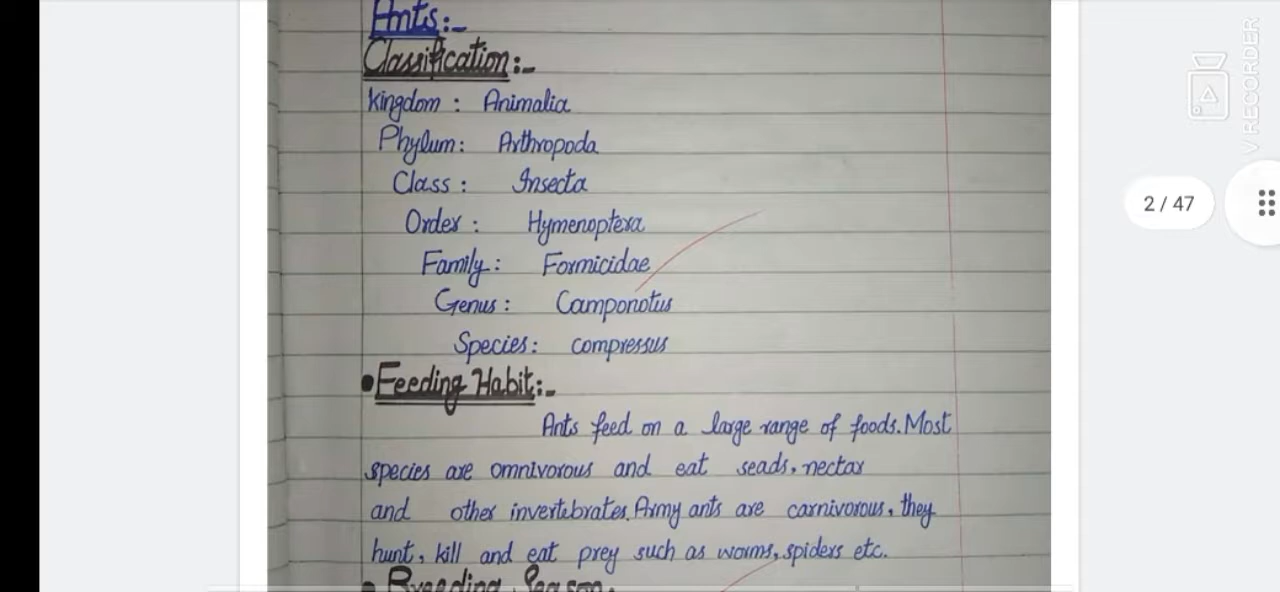 Ants:-
Classification:-
Kingdom : Animalia
Phylum : Arthropoda
Class : Insecta
Order : Hymenoptera
Family : Formicidae
Genus : Camponotus
Species : compressus
• Feeding Habit:-
Ants feed on a large range of foods. Most
species are omnivorous and eat seads, nectar
and other invertebrates. Army ants are carnivorous, they
hunt, kill and eat prey such as worms, spiders etc.
• Breeding Season
2 / 47
V RECORDER